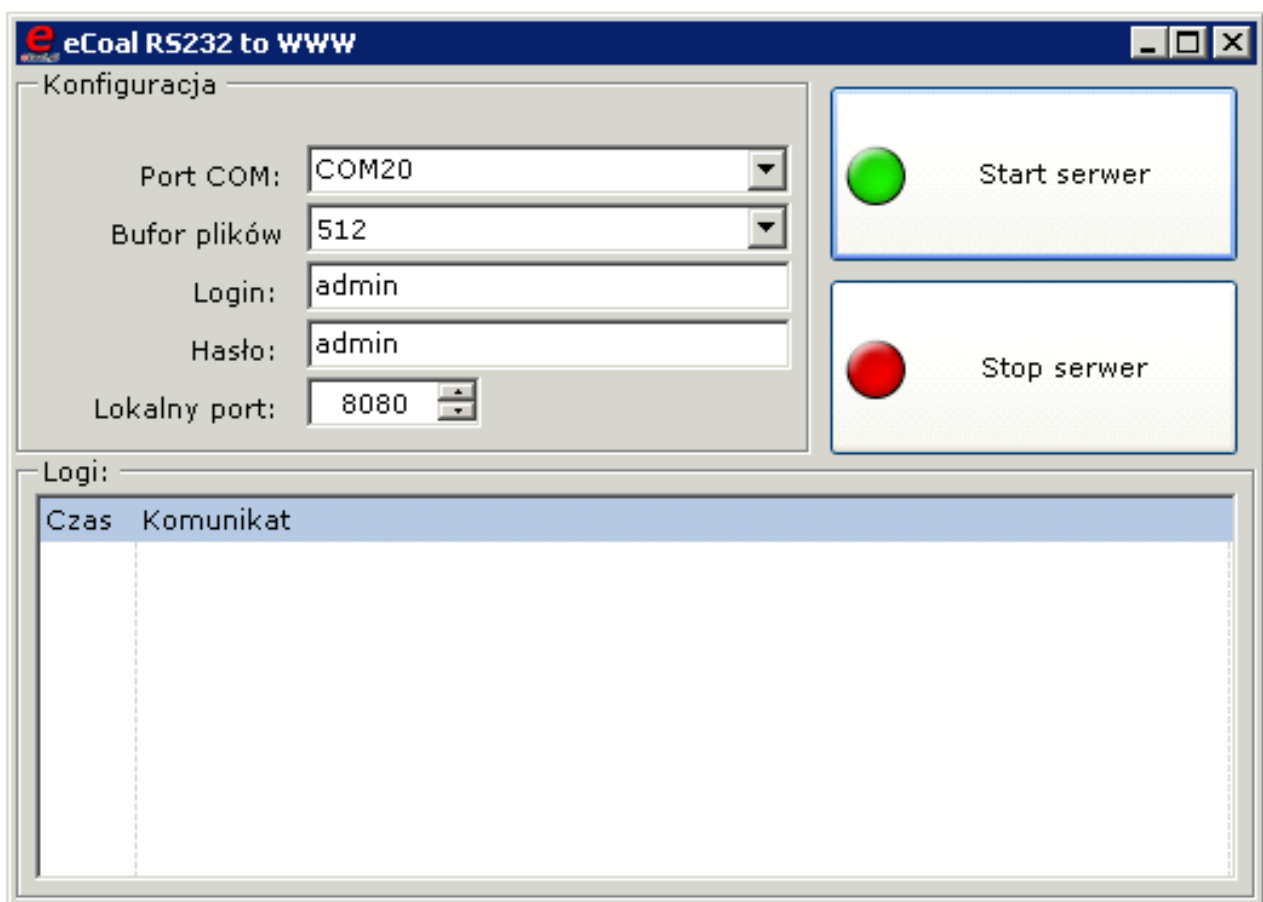 eCoal RS232 to WWW
Konfiguracja
Port COM: COM20
Bufor plików 512
Login: admin
Hasło: admin
Lokalny port: 8080
Start serwer
Stop serwer
Logi:
Czas Komunikat